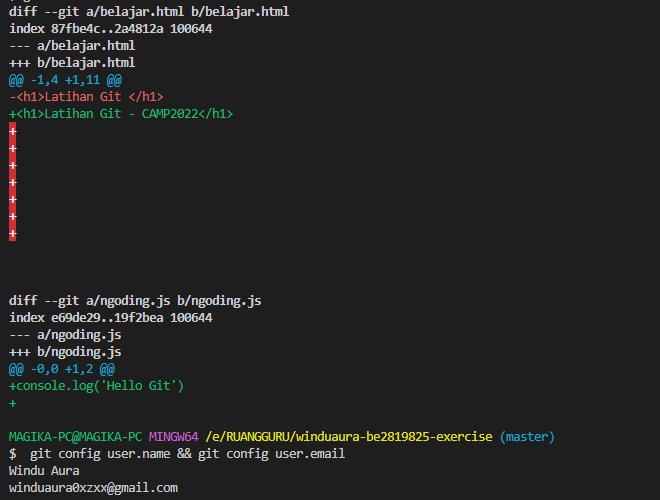 diff --git a/belajar.html b/belajar.html
index 87fbe4c..2a4812a 100644
--- a/belajar.html
+++ b/belajar.html
@@ -1,4 +1,11 @@
-<h1>Latihan Git </h1>
+<h1>Latihan Git - CAMP2022</h1>
+
+
+
+
+
+
+
diff --git a/ngoding.js b/ngoding.js
index e69de29..19f2bea 100644
--- a/ngoding.js
+++ b/ngoding.js
@@ -0,0 +1,2 @@
+console.log('Hello Git')
+
MAGIKA-PC@MAGIKA-PC MINGW64 /e/RUANGGURU/winduaura-be2819825-exercise (master)
$  git config user.name && git config user.email
Windu Aura
winduaura0xzxx@gmail.com